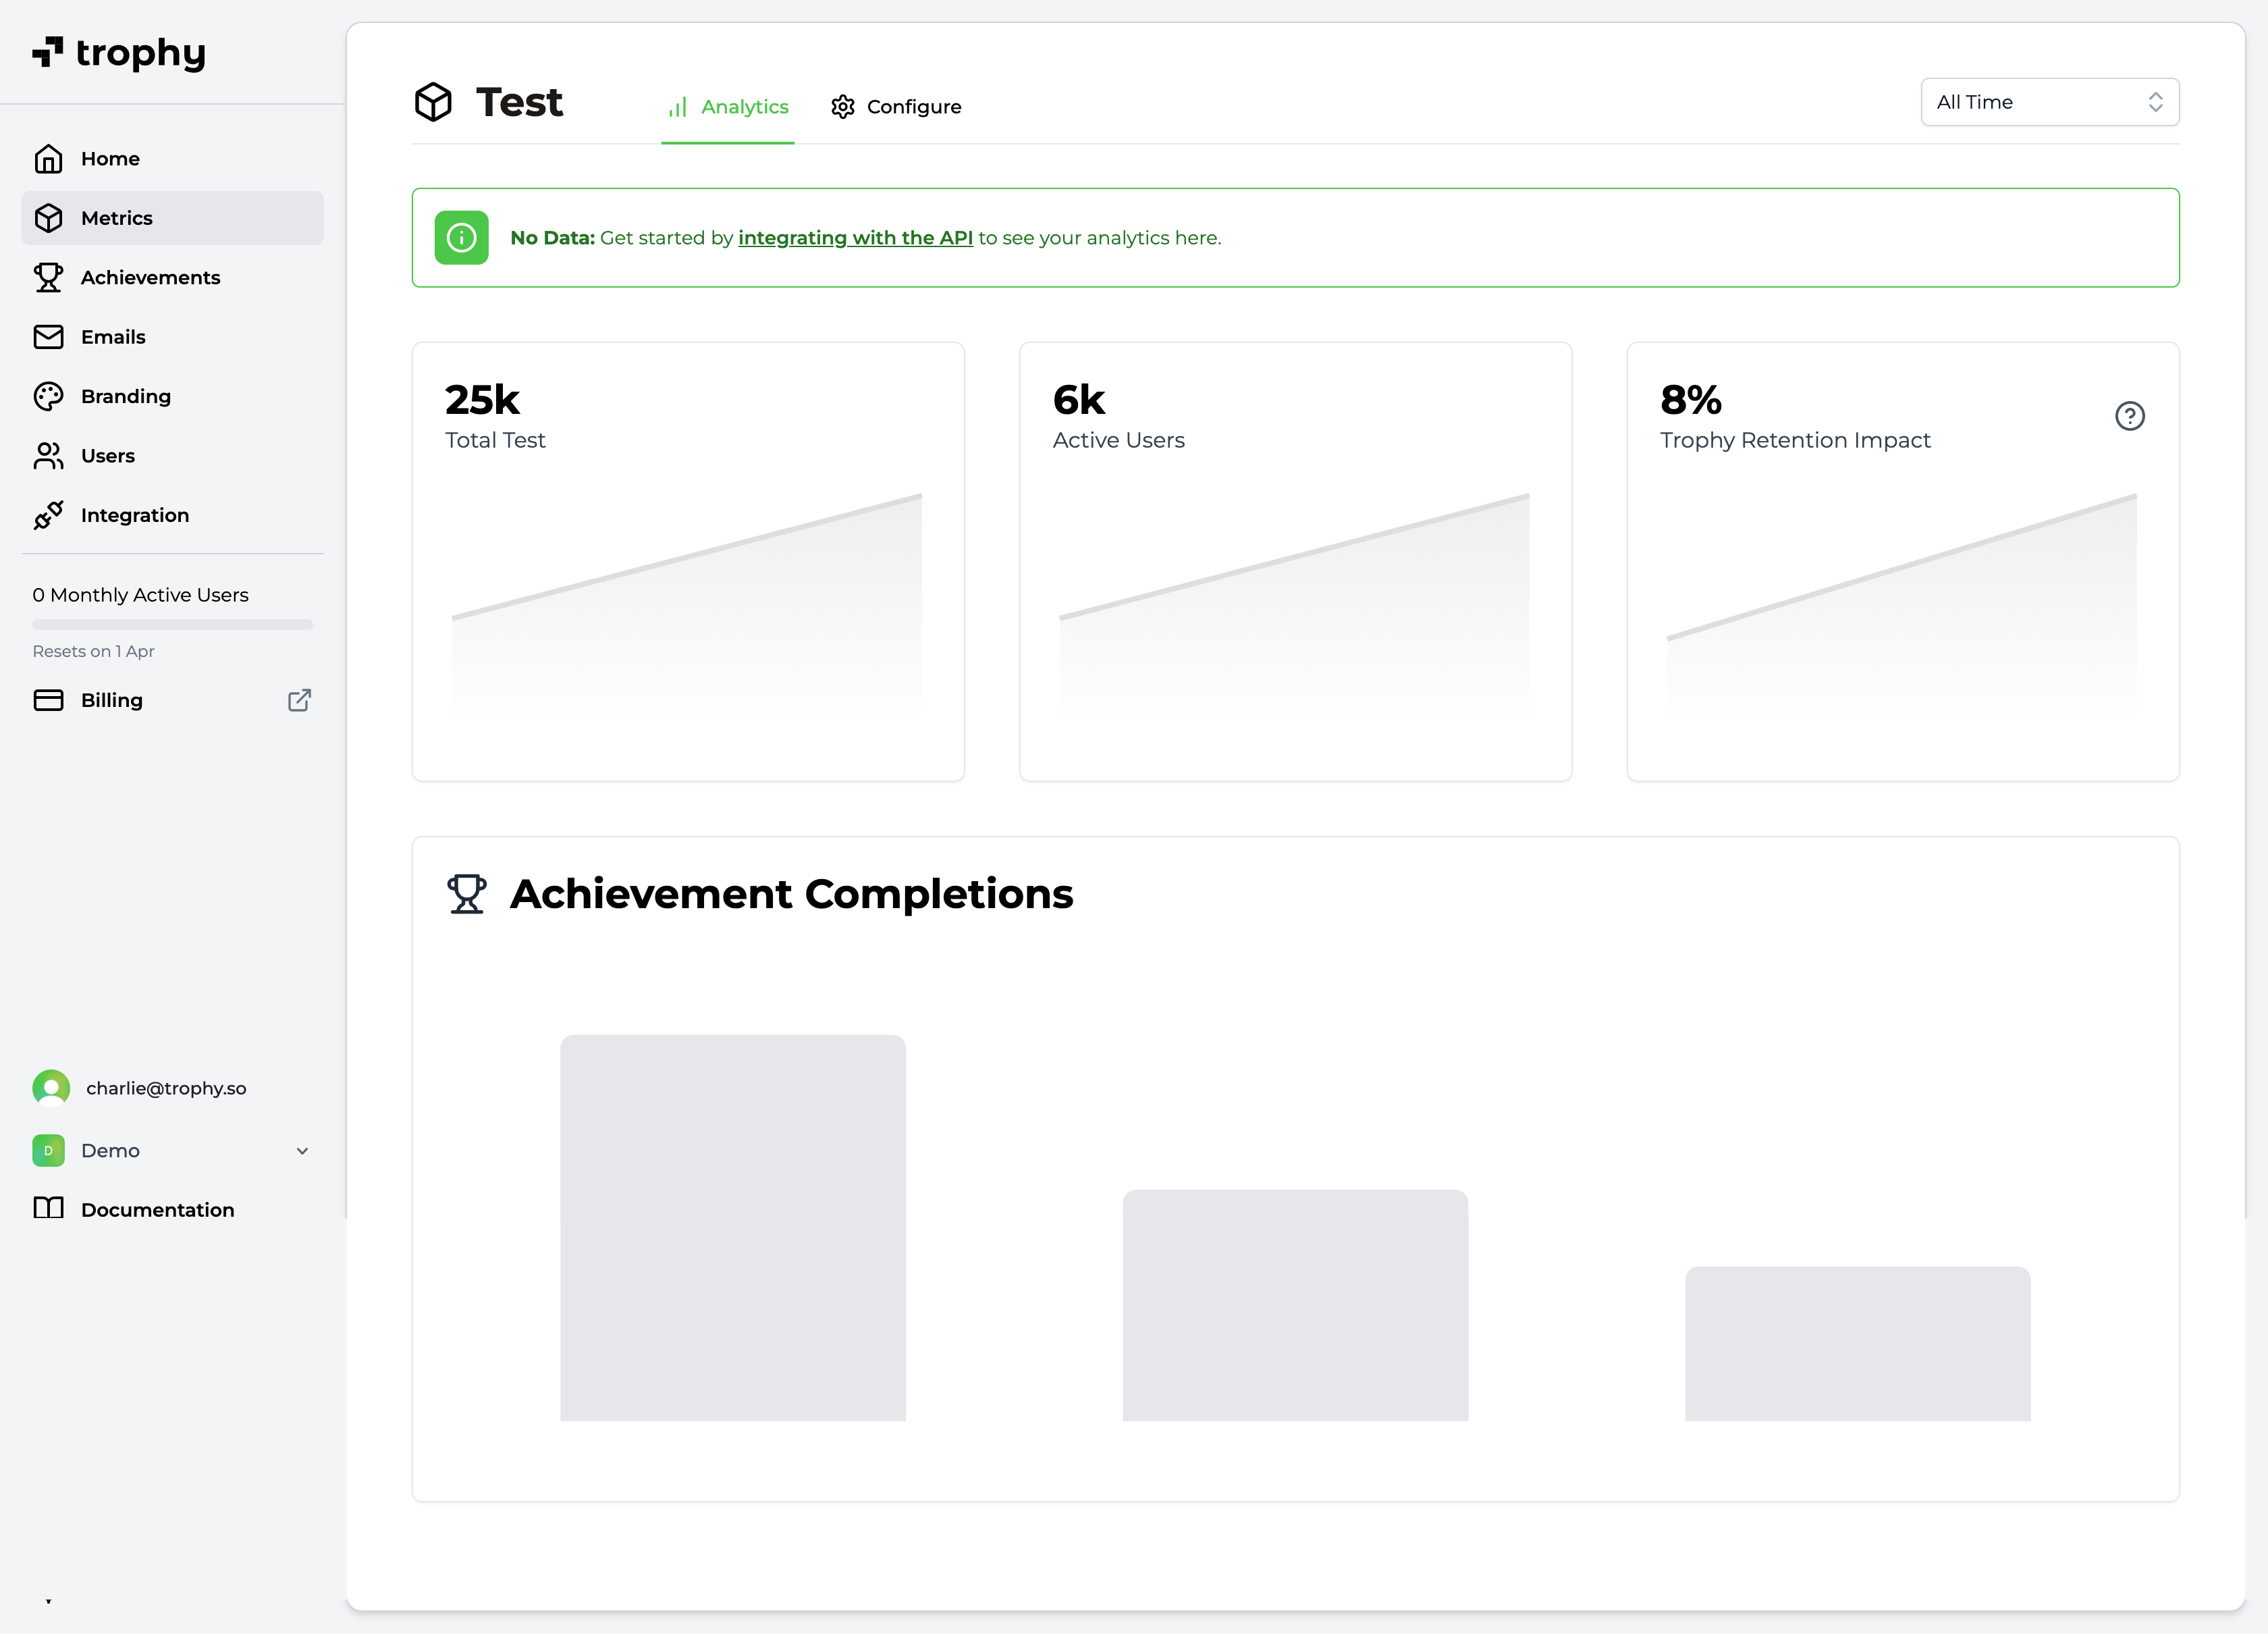 trophy
Home
Metrics
Achievements
Emails
Branding
Users
Integration
0 Monthly Active Users
Resets on 1 Apr
Billing
charlie@trophy.so
D
Demo
Documentation
Test
Analytics
Configure
All Time
No Data: Get started by integrating with the API to see your analytics here.
25k
Total Test
6k
Active Users
8%
Trophy Retention Impact
Achievement Completions